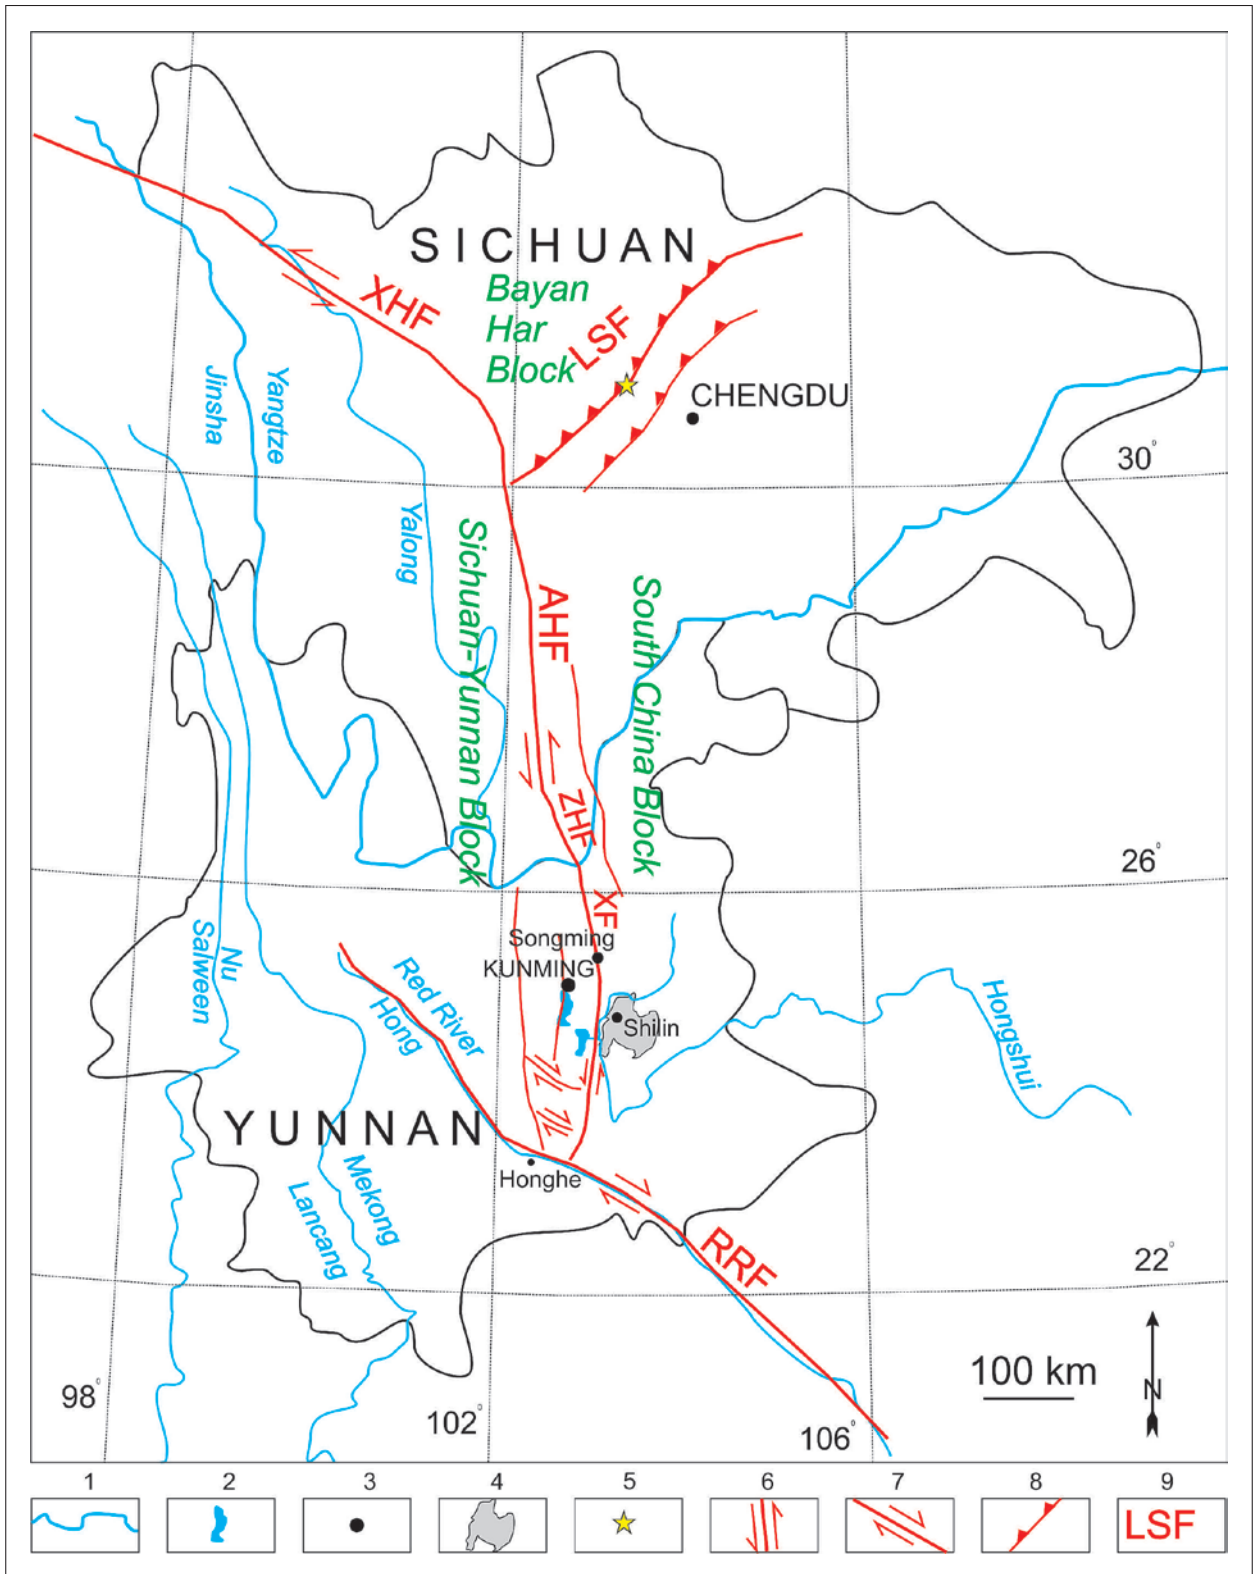 SICHUAN
Bayan
Har
Block
XHF
LSF
CHENGDU
Jinsha
Yangtze
30°
Yalong
Sichuan-Yunnan Block
AHF
South China Block
ZHF
26°
XF
Songming
KUNMING
Nu
Salween
Red River
Hong
Shilin
Hongshui
YUNNAN
Honghe
Mekong
Lancang
RRF
22°
100 km
N
98°
102°
106°
1 2 3 4 5 6 7 8 9
LSF